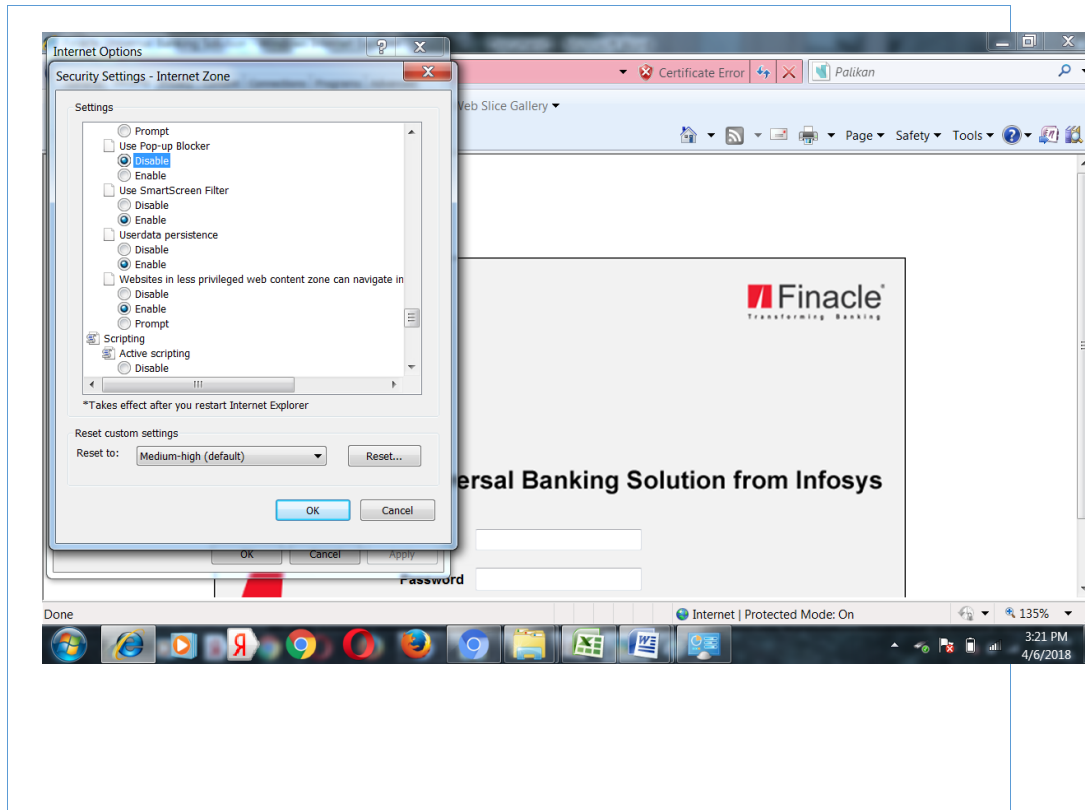 Internet Options
Security Settings - Internet Zone
Certificate Error
Palikan
Settings
Web Slice Gallery
Prompt
Use Pop-up Blocker
Disable
Enable
Page Safety Tools
Use SmartScreen Filter
Disable
Enable
Userdata persistence
Disable
Enable
Websites in less privileged web content zone can navigate in
Disable
Enable
Prompt
Scripting
Active scripting
Disable
*Takes effect after you restart Internet Explorer
Reset custom settings
Reset to: Medium-high (default) Reset...
OK Cancel
OK Cancel Apply
Finacle
Transforming Banking
ersal Banking Solution from Infosys
Password
Done
Internet | Protected Mode: On
135%
3:21 PM
4/6/2018